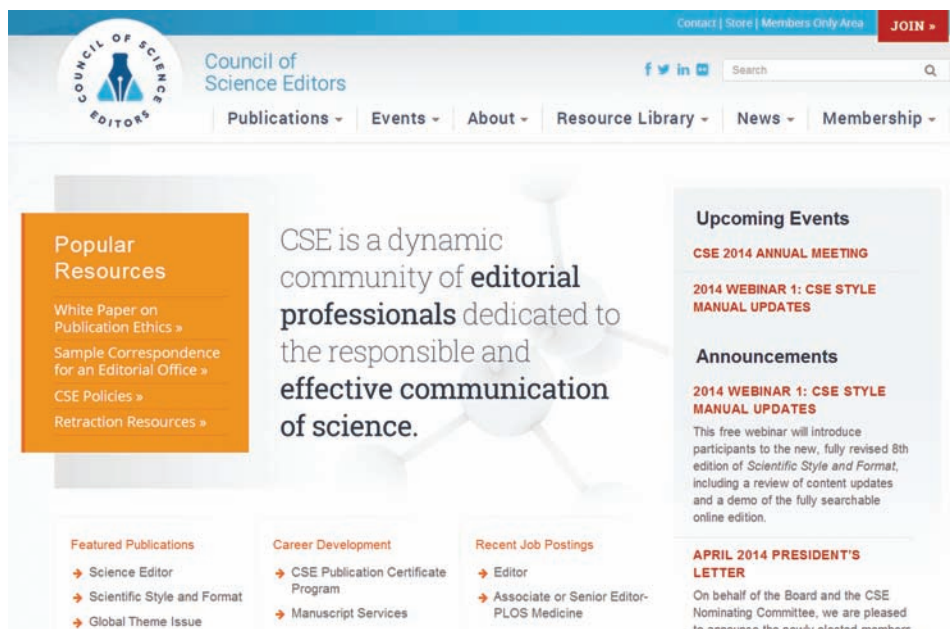 Contact | Store | Members Only Area
JOIN »
COUNCIL OF SCIENCE EDITORS
Council of
Science Editors
f in
Search
Publications
Events
About
Resource Library
News
Membership
Popular
Resources
White Paper on
Publication Ethics »
Sample Correspondence
for an Editorial Office »
CSE Policies »
Retraction Resources »
CSE is a dynamic
community of editorial
professionals dedicated to
the responsible and
effective communication
of science.
Upcoming Events
CSE 2014 ANNUAL MEETING
2014 WEBINAR 1: CSE STYLE
MANUAL UPDATES
Announcements
2014 WEBINAR 1: CSE STYLE
MANUAL UPDATES
This free webinar will introduce
participants to the new, fully revised 8th
edition of Scientific Style and Format,
including a review of content updates
and a demo of the fully searchable
online edition.
APRIL 2014 PRESIDENT'S
LETTER
On behalf of the Board and the CSE
Nominating Committee, we are pleased
to announce the newly elected members
Featured Publications
Science Editor
Scientific Style and Format
Global Theme Issue
Career Development
CSE Publication Certificate
Program
Manuscript Services
Recent Job Postings
Editor
Associate or Senior Editor-
PLOS Medicine